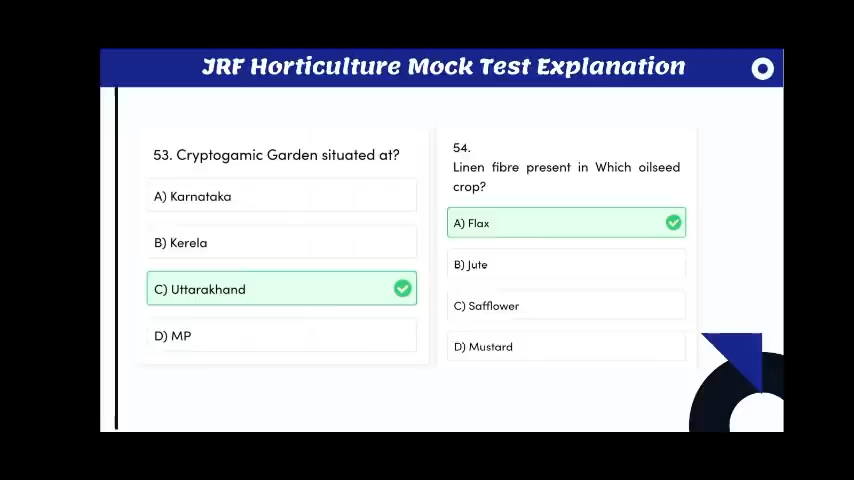 JRF Horticulture Mock Test Explanation
53. Cryptogamic Garden situated at?
A) Karnataka
B) Kerela
C) Uttarakhand
D) MP
54.
Linen fibre present in Which oilseed
crop?
A) Flax
B) Jute
C) Safflower
D) Mustard